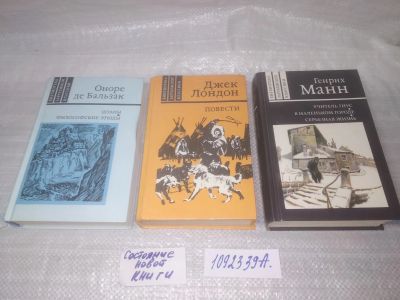 Оноре
де Бальзак
ФИЛОСОФСКИЕ ЭТЮДЫ
Джек
Лондон
ПОВЕСТИ
Генрих
Манн
УЧИТЕЛЬ ГНУС
В МАЛЕНЬКОМ ГОРОДЕ
СЕРЬЕЗНАЯ ЖИЗНЬ
Состояние
новой
книги
1092339А.